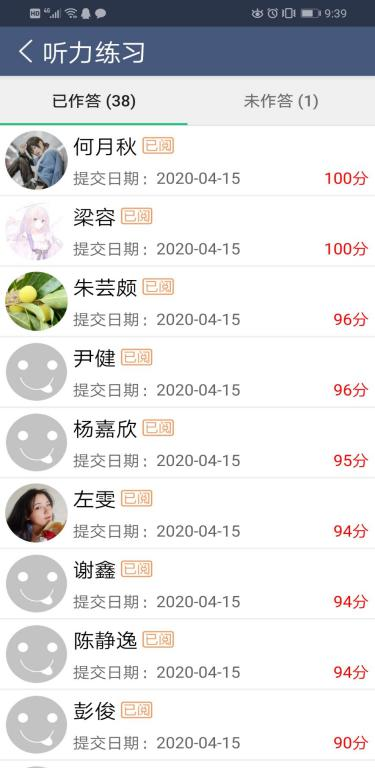 HD 4G 9:39
听力练习
已作答 (38) 未作答 (1)
何月秋 已阅
提交日期：2020-04-15 100分
梁容 已阅
提交日期：2020-04-15 100分
朱芸颇 已阅
提交日期：2020-04-15 96分
尹健 已阅
提交日期：2020-04-15 96分
杨嘉欣 已阅
提交日期：2020-04-15 95分
左雯 已阅
提交日期：2020-04-15 94分
谢鑫 已阅
提交日期：2020-04-15 94分
陈静逸 已阅
提交日期：2020-04-15 94分
彭俊 已阅
提交日期：2020-04-15 90分